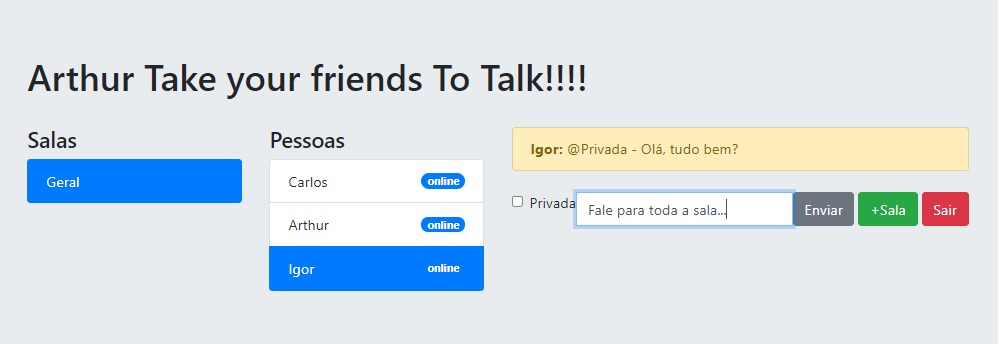 Arthur Take your friends To Talk!!!!
Salas
Geral
Pessoas
Carlos online
Arthur online
Igor online
Igor: @Privada - Olá, tudo bem?
Privada Fale para toda a sala... Enviar +Sala Sair